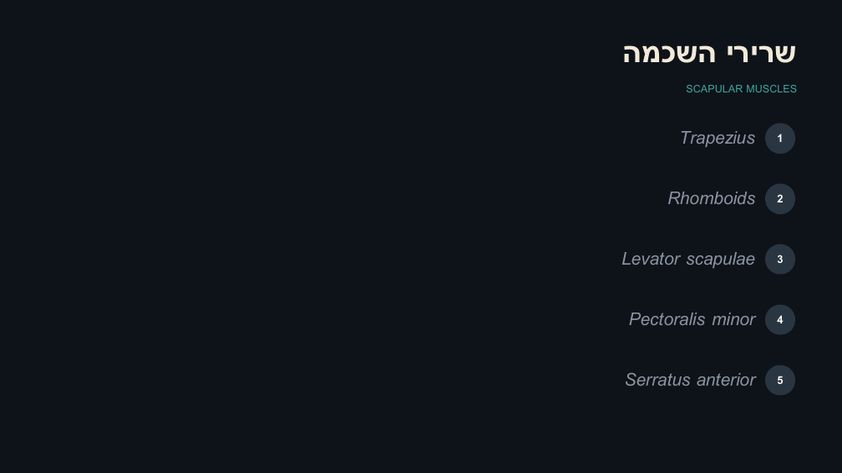 שרירי השכמה
SCAPULAR MUSCLES
1 Trapezius
2 Rhomboids
3 Levator scapulae
4 Pectoralis minor
5 Serratus anterior